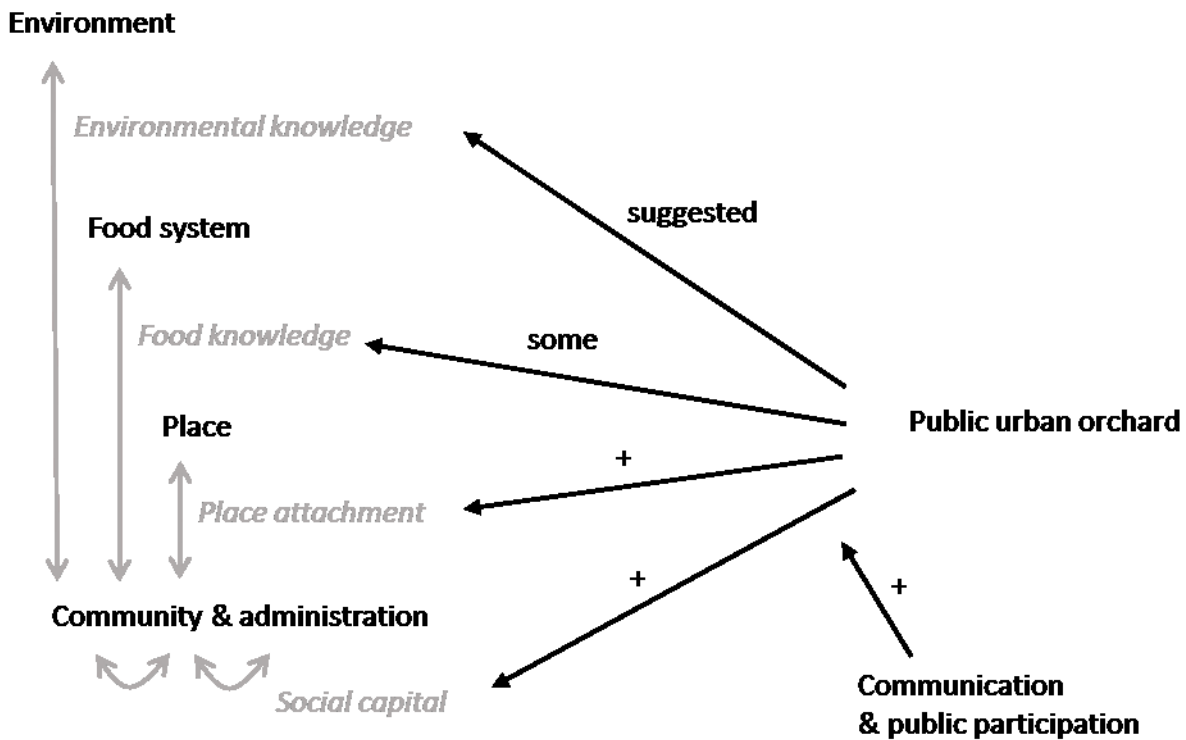 Environment
Environmental knowledge
suggested
Food system
Food knowledge
some
Place
Public urban orchard
+
Place attachment
+
+
Community & administration
Social capital
Communication
& public participation